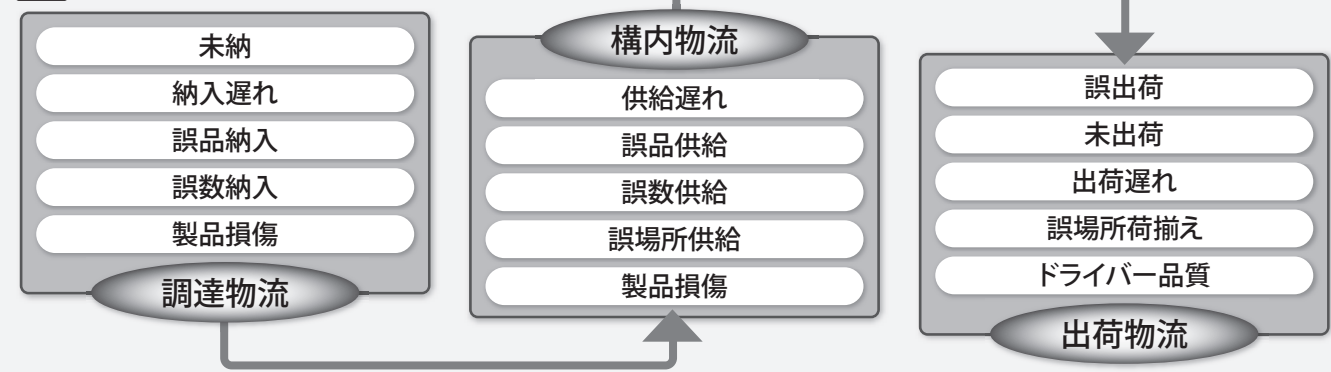 未納
納入遅れ
誤品納入
誤数納入
製品損傷
調達物流
構内物流
供給遅れ
誤品供給
誤数供給
誤場所供給
製品損傷
誤出荷
未出荷
出荷遅れ
誤場所荷揃え
ドライバー品質
出荷物流